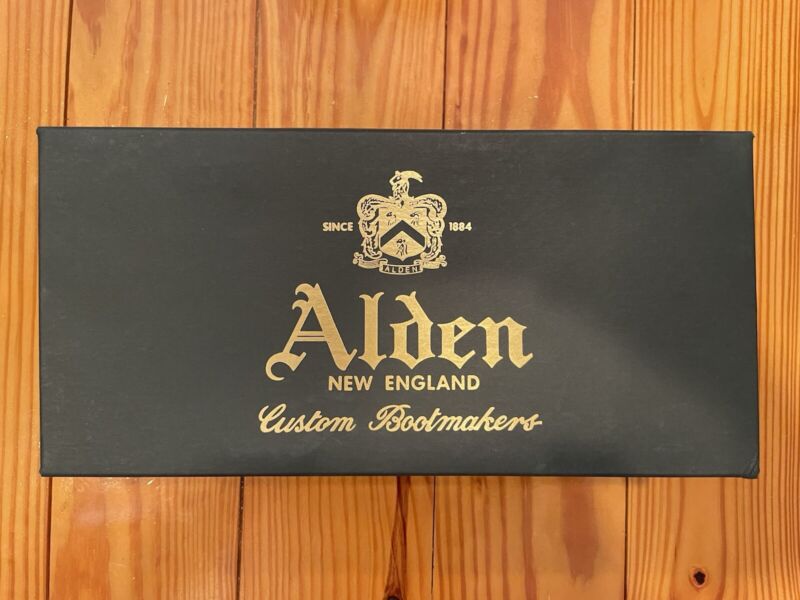 SINCE 1884
ALDEN
Alden
NEW ENGLAND
Custom Bootmakers